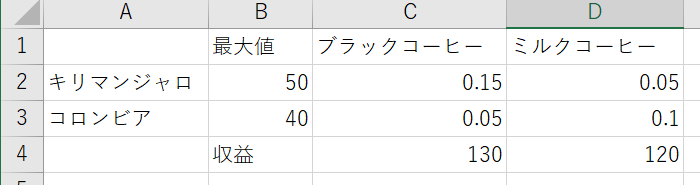 A B C D
1 最大値 ブラックコーヒー ミルクコーヒー
2 キリマンジャロ 50 0.15 0.05
3 コロンビア 40 0.05 0.1
4 収益 130 120